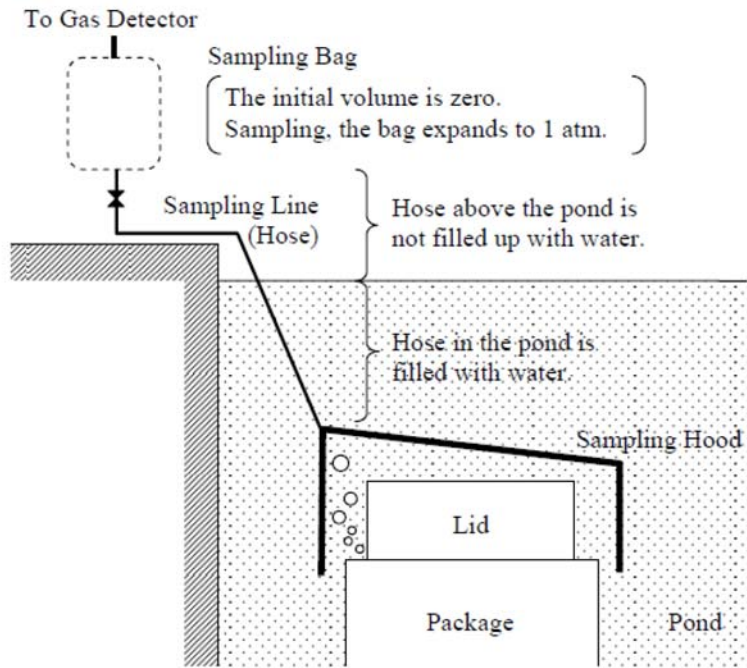 To Gas Detector
Sampling Bag
The initial volume is zero.
Sampling, the bag expands to 1 atm.
Sampling Line
(Hose)
Hose above the pond is
not filled up with water.
Hose in the pond is
filled with water.
Sampling Hood
Lid
Package
Pond